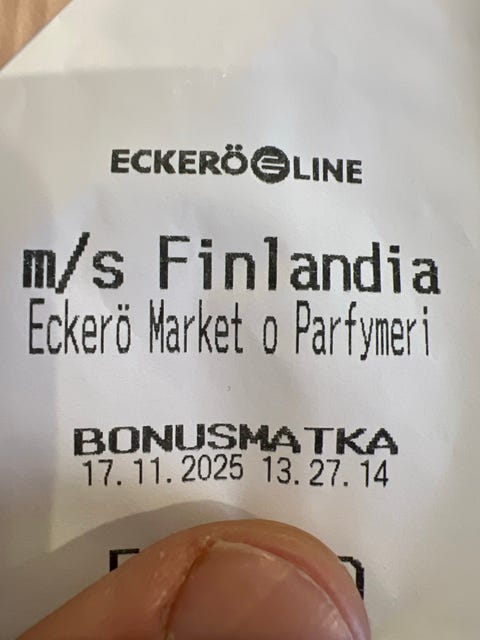 ECKERÖ LINE
m/s Finlandia
Eckerö Market o Parfymeri
BONUSMATKA
17.11.2025 13.27.14